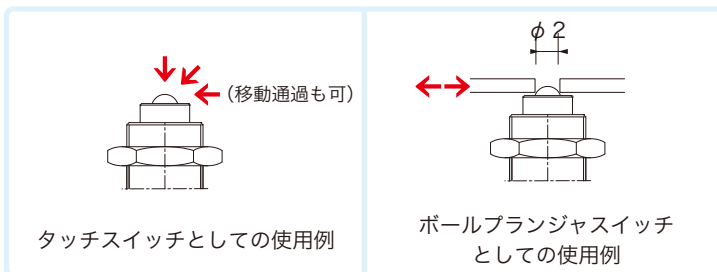 (移動通過も可)
タッチスイッチとしての使用例
φ2
ボールプランジャスイッチ
としての使用例